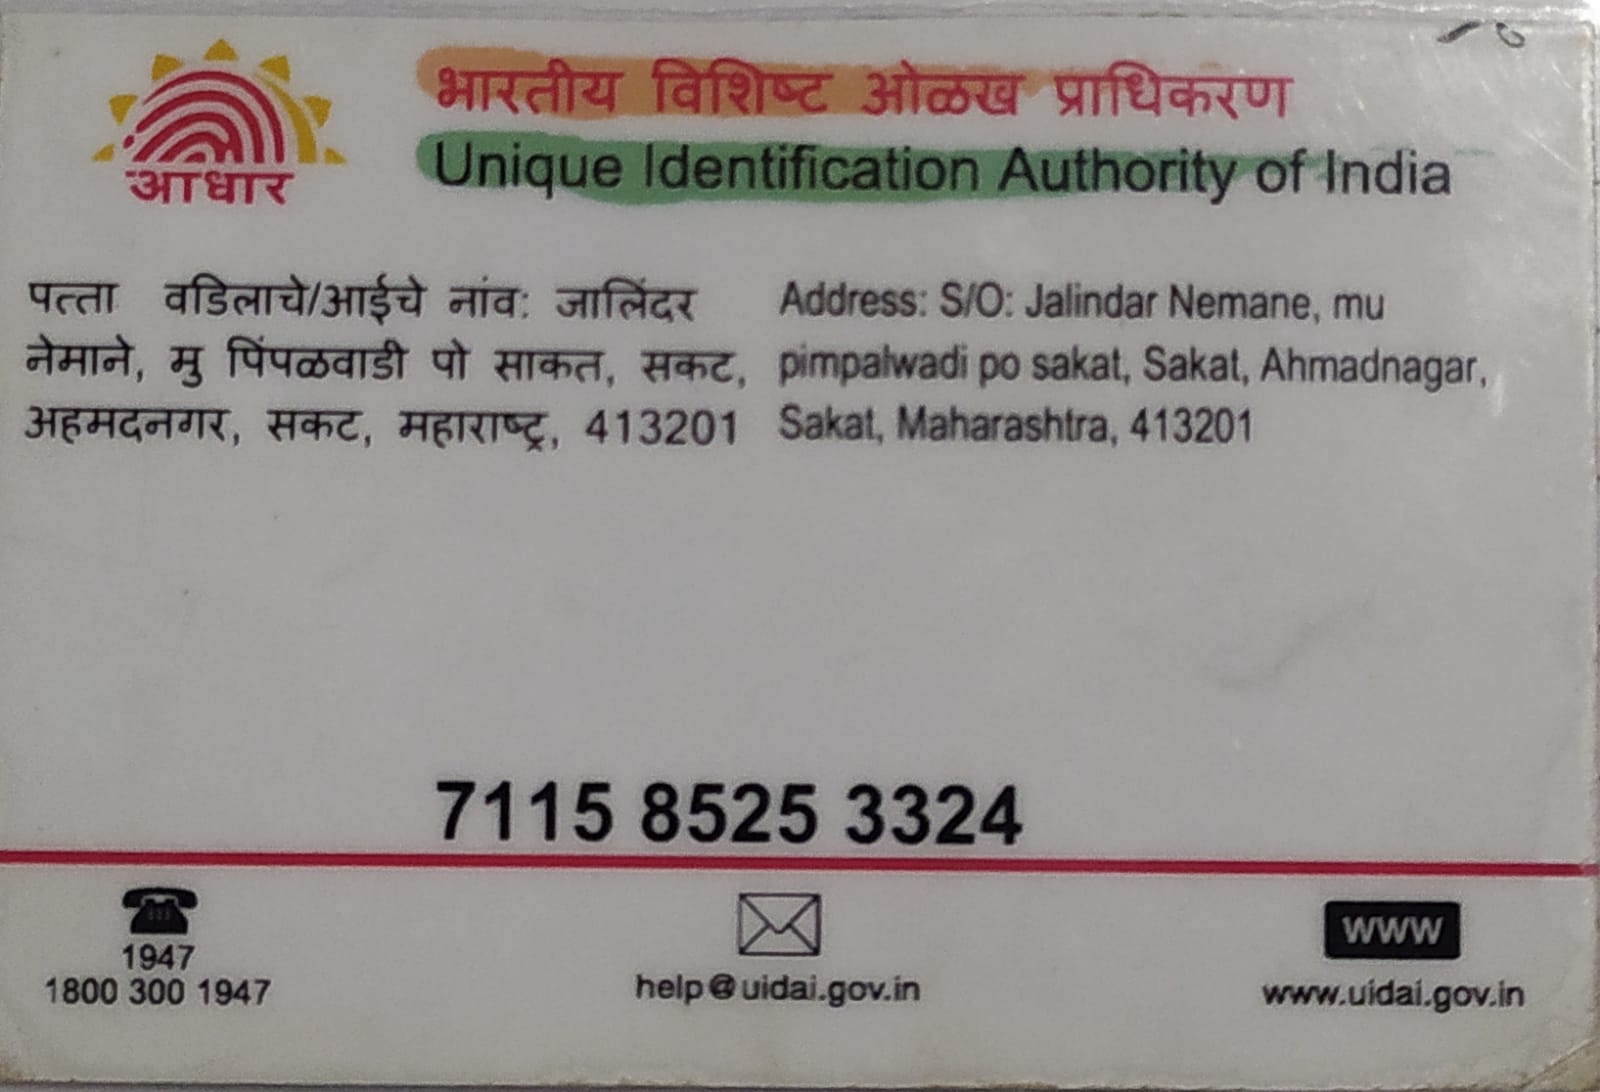 आधार
भारतीय विशिष्ट ओळख प्राधिकरण
Unique Identification Authority of India
पत्ता वडिलाचे/आईचे नांव: जालिंदर
नेमाने, मु पिंपळवाडी पो साकत, सकट,
अहमदनगर, सकट, महाराष्ट्र, 413201
Address: S/O: Jalindar Nemane, mu
pimpalwadi po sakat, Sakat, Ahmadnagar,
Sakat, Maharashtra, 413201
7115 8525 3324
1947
1800 300 1947
help@uidai.gov.in
www
www.uidai.gov.in